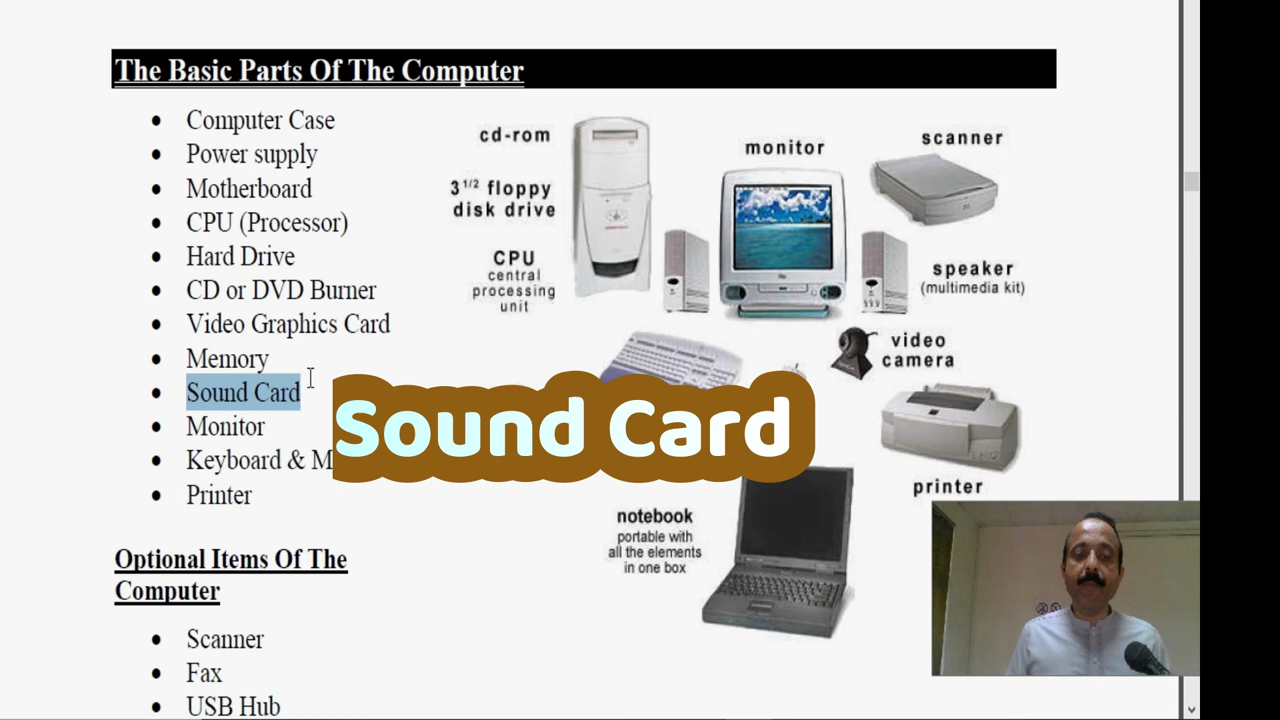 The Basic Parts Of The Computer
• Computer Case
• Power supply
• Motherboard
• CPU (Processor)
• Hard Drive
• CD or DVD Burner
• Video Graphics Card
• Memory
• Sound Card
• Monitor
• Keyboard & M
• Printer
Optional Items Of The
Computer
• Scanner
• Fax
• USB Hub
cd-rom
3 1/2 floppy
disk drive
CPU
central
processing
unit
monitor
scanner
speaker
(multimedia kit)
video
camera
printer
notebook
portable with
all the elements
in one box
Sound Card